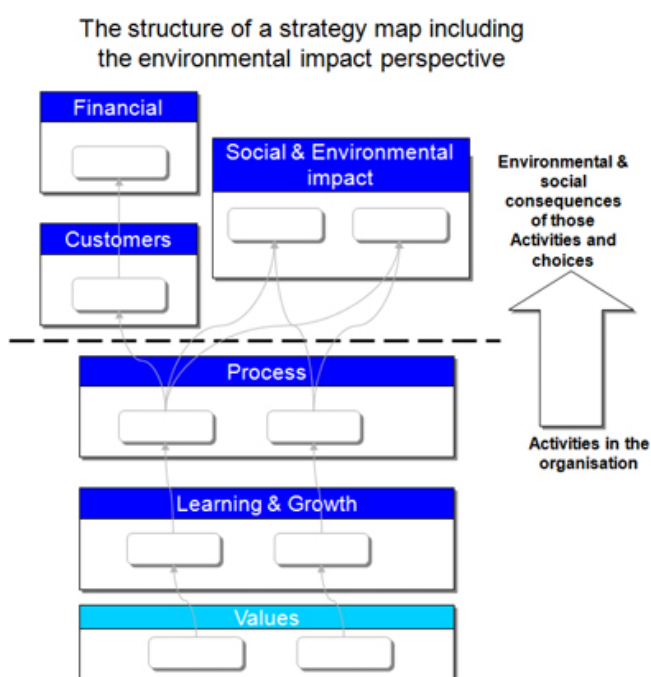 The structure of a strategy map including
the environmental impact perspective
Financial
Social & Environmental
impact
Environmental &
social
consequences
of those
Activities and
choices
Customers
Process
Activities in the
organisation
Learning & Growth
Values